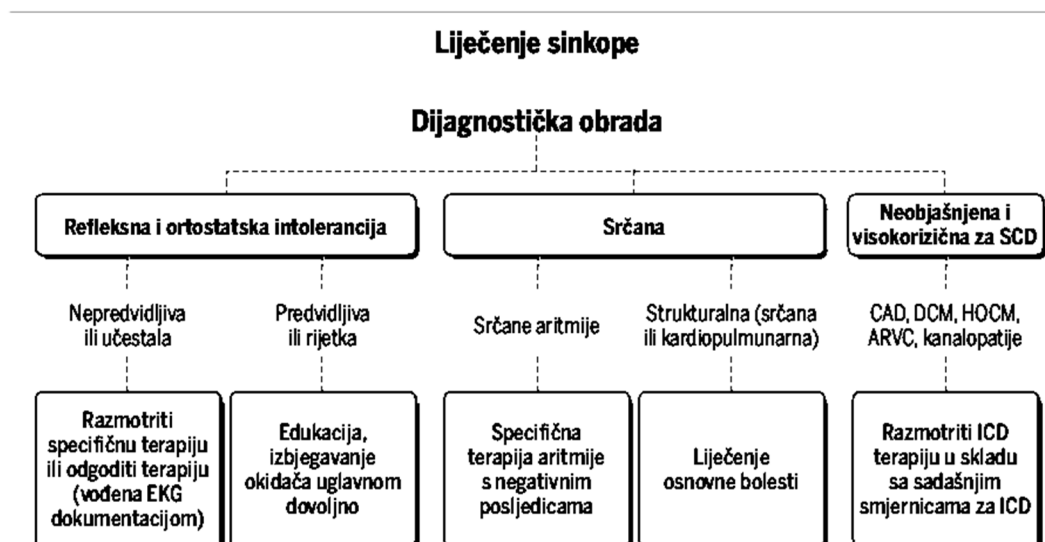 Liječenje sinkope
Dijagnostička obrada
Refleksna i ortostatska intolerancija
Srčana
Neobjašnjena i
visokorizična za SCD
Nepredvidljiva
ili učestala
Predvidljiva
ili rijetka
Srčane aritmije
Strukturalna (srčana
ili kardiopulmunarna)
CAD, DCM, HOCM,
ARVC, kanalopatije
Razmotriti
specifičnu terapiju
ili odgoditi terapiju
(vođena EKG
dokumentacijom)
Edukacija,
izbjegavanje
okidača uglavnom
dovoljno
Specifična
terapija aritmije
s negativnim
posljedicama
Liječenje
osnovne bolesti
Razmotriti ICD
terapiju u skladu
sa sadašnjim
smjernicama za ICD